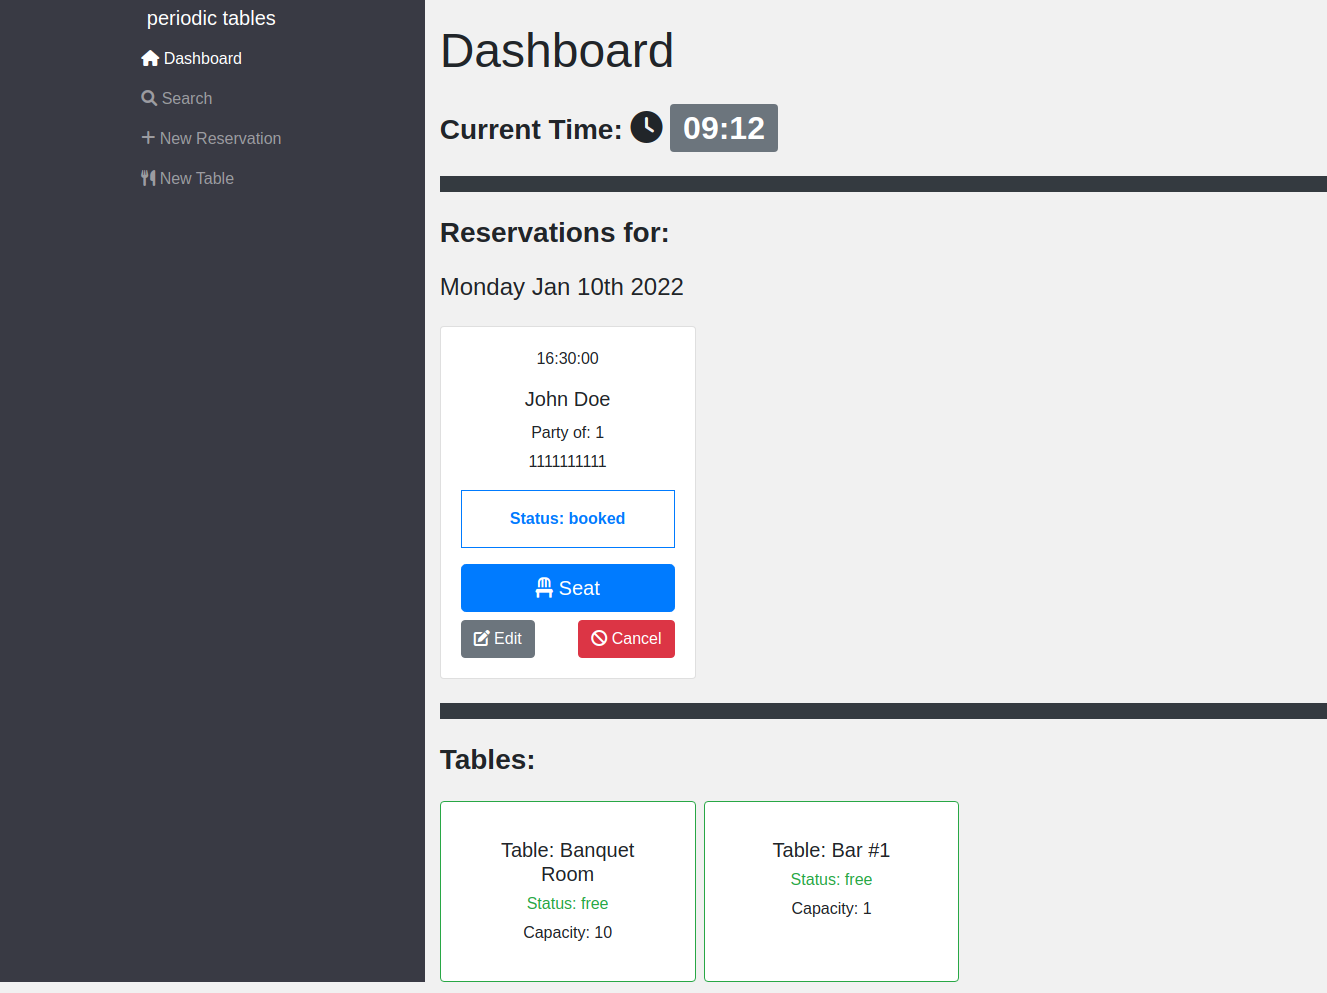 periodic tables
Dashboard
Search
New Reservation
New Table
Dashboard
Current Time: 09:12
Reservations for:
Monday Jan 10th 2022
16:30:00
John Doe
Party of: 1
1111111111
Status: booked
Seat
Edit
Cancel
Tables:
Table: Banquet
Room
Status: free
Capacity: 10
Table: Bar #1
Status: free
Capacity: 1